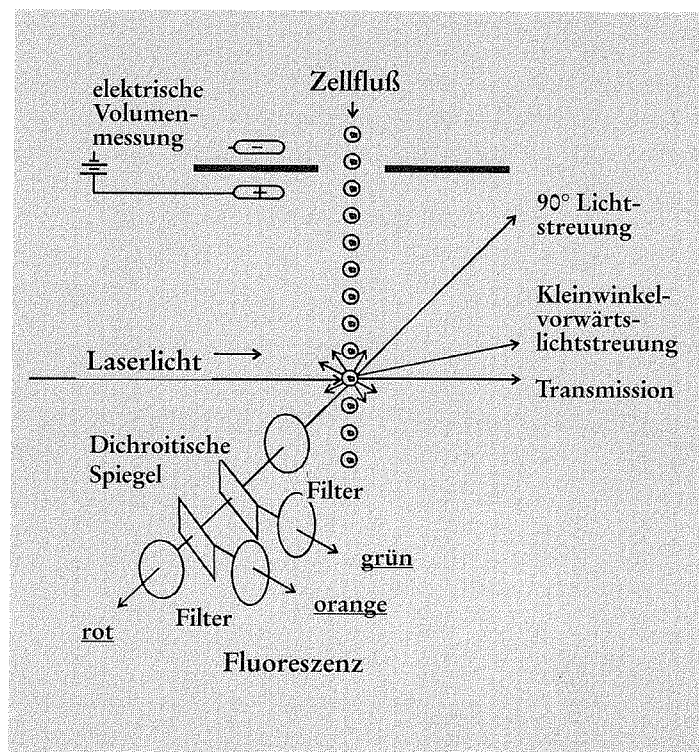 Zellfluß
elektrische
Volumen-
messung
−
+
90° Licht-
streuung
Kleinwinkel-
vorwärts-
lichtstreuung
Laserlicht
Transmission
Dichroitische
Spiegel
Filter
grün
orange
Filter
rot
Fluoreszenz